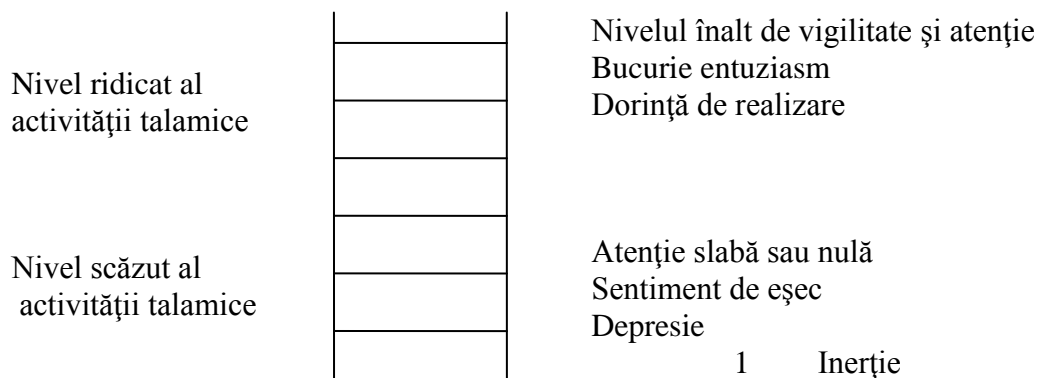 Nivel ridicat al
activităţii talamice
Nivel scăzut al
activităţii talamice
Nivelul înalt de vigilitate şi atenţie
Bucurie entuziasm
Dorinţă de realizare
Atenţie slabă sau nulă
Sentiment de eşec
Depresie
1 Inerţie